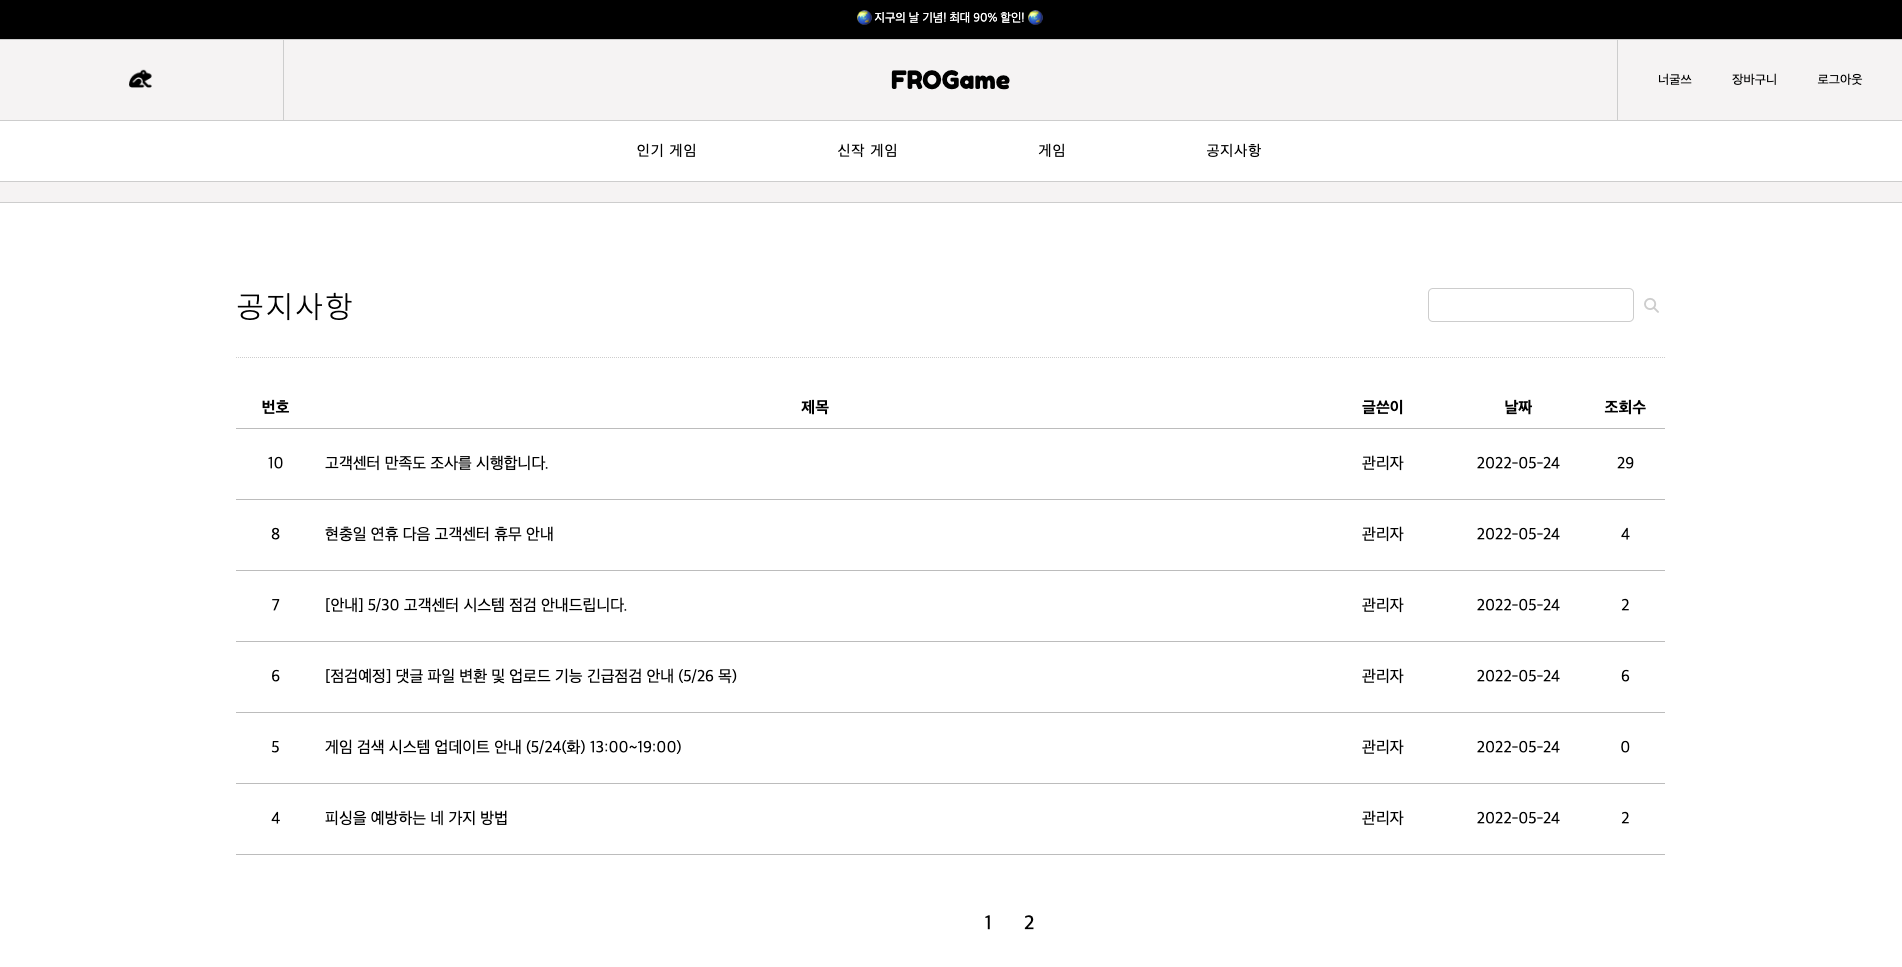 🌏 지구의 날 기념! 최대 90% 할인! 🌏
FROGame 너굴쓰 장바구니 로그아웃
인기 게임 신작 게임 게임 공지사항
공지사항
번호 제목 글쓴이 날짜 조회수
10 고객센터 만족도 조사를 시행합니다. 관리자 2022-05-24 29
8 현충일 연휴 다음 고객센터 휴무 안내 관리자 2022-05-24 4
7 [안내] 5/30 고객센터 시스템 점검 안내드립니다. 관리자 2022-05-24 2
6 [점검예정] 댓글 파일 변환 및 업로드 기능 긴급점검 안내 (5/26 목) 관리자 2022-05-24 6
5 게임 검색 시스템 업데이트 안내 (5/24(화) 13:00~19:00) 관리자 2022-05-24 0
4 피싱을 예방하는 네 가지 방법 관리자 2022-05-24 2
1 2